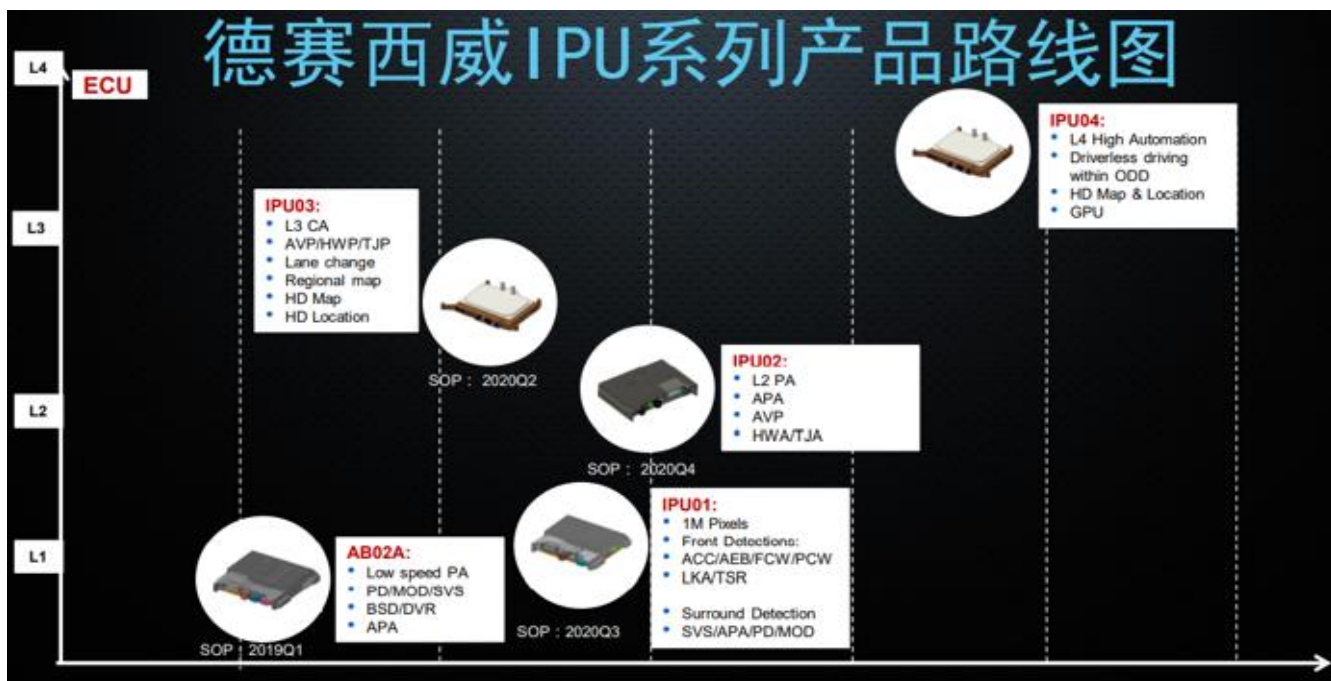 德赛西威IPU系列产品路线图
L4
ECU
IPU04:
L4 High Automation
Driverless driving
within ODD
HD Map & Location
GPU
L3
IPU03:
L3 CA
AVP/HWP/TJP
Lane change
Regional map
HD Map
HD Location
SOP： 2020Q2
IPU02:
L2 PA
APA
AVP
HWA/TJA
SOP： 2020Q4
L2
IPU01:
1M Pixels
Front Detections:
ACC/AEB/FCW/PCW
LKA/TSR
Surround Detection
SVS/APA/PD/MOD
SOP：2020Q3
L1
AB02A:
Low speed PA
PD/MOD/SVS
BSD/DVR
APA
SOP：2019Q1